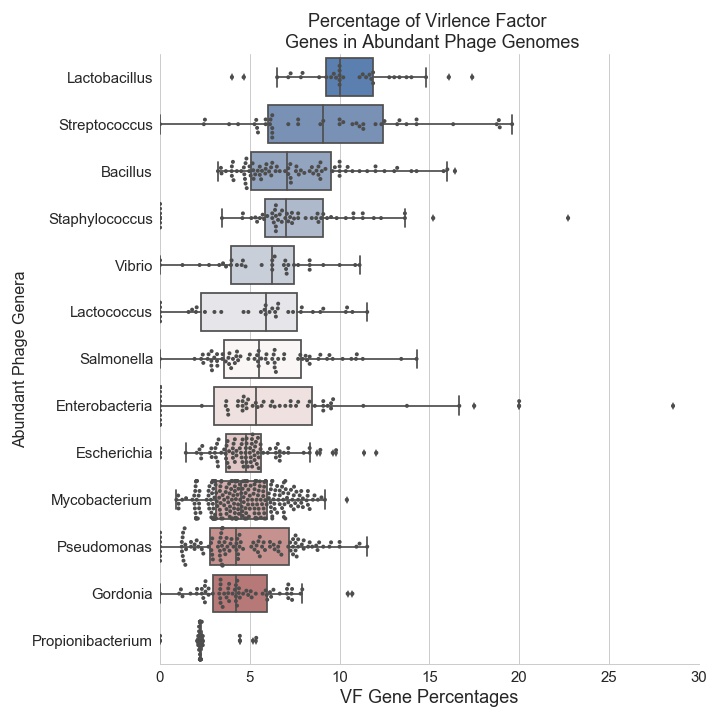 Percentage of Virlence Factor
Genes in Abundant Phage Genomes
Abundant Phage Genera
Lactobacillus
Streptococcus
Bacillus
Staphylococcus
Vibrio
Lactococcus
Salmonella
Enterobacteria
Escherichia
Mycobacterium
Pseudomonas
Gordonia
Propionibacterium
0 5 10 15 20 25 30
VF Gene Percentages